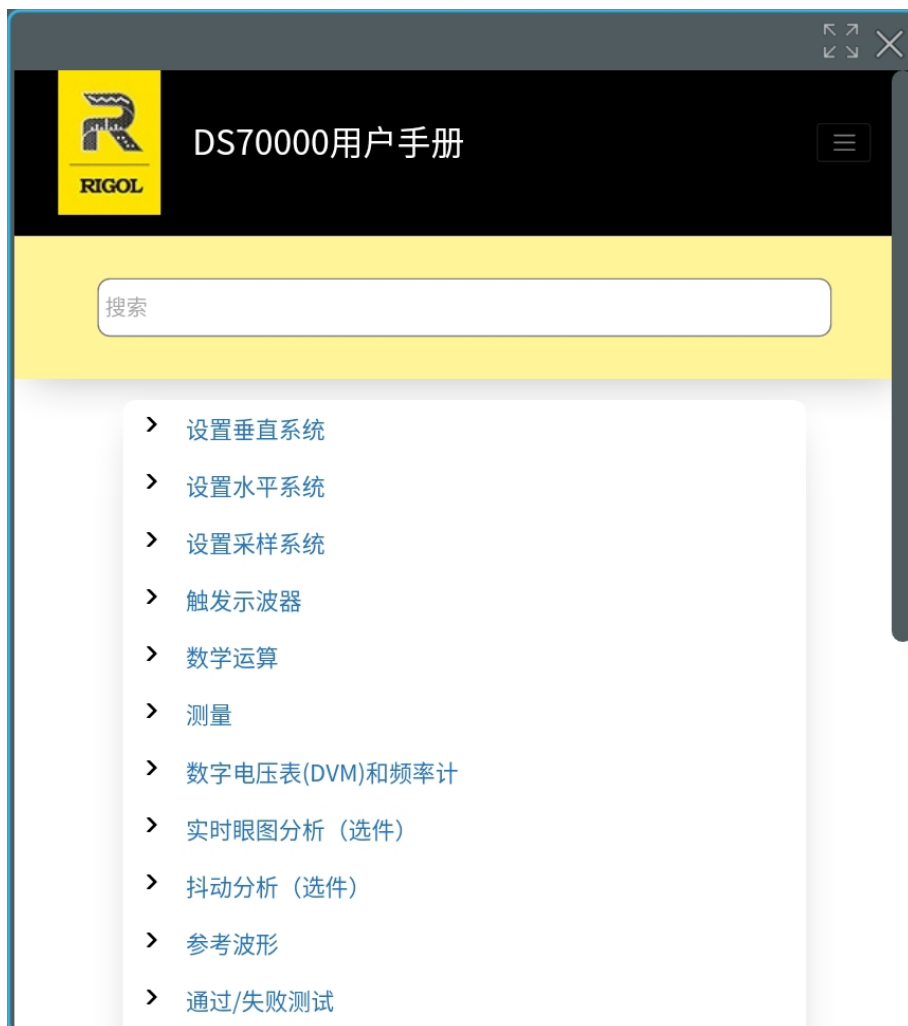 DS70000用户手册
RIGOL
搜索
设置垂直系统
设置水平系统
设置采样系统
触发示波器
数学运算
测量
数字电压表(DVM)和频率计
实时眼图分析（选件）
抖动分析（选件）
参考波形
通过/失败测试